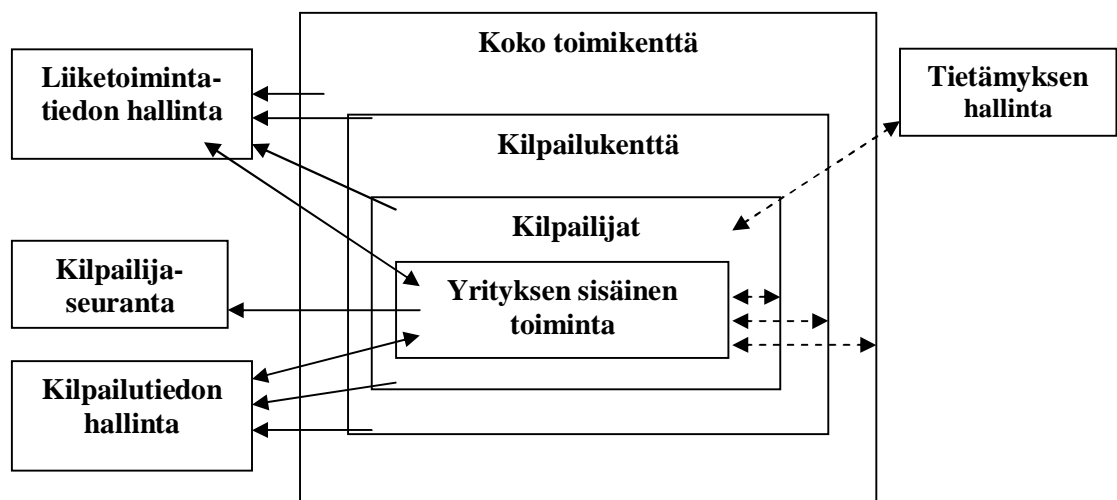 Koko toimikenttä
Liiketoiminta-
tiedon hallinta
Tietämyksen
hallinta
Kilpailukenttä
Kilpailijat
Kilpailija-
seuranta
Yrityksen sisäinen
toiminta
Kilpailutiedon
hallinta